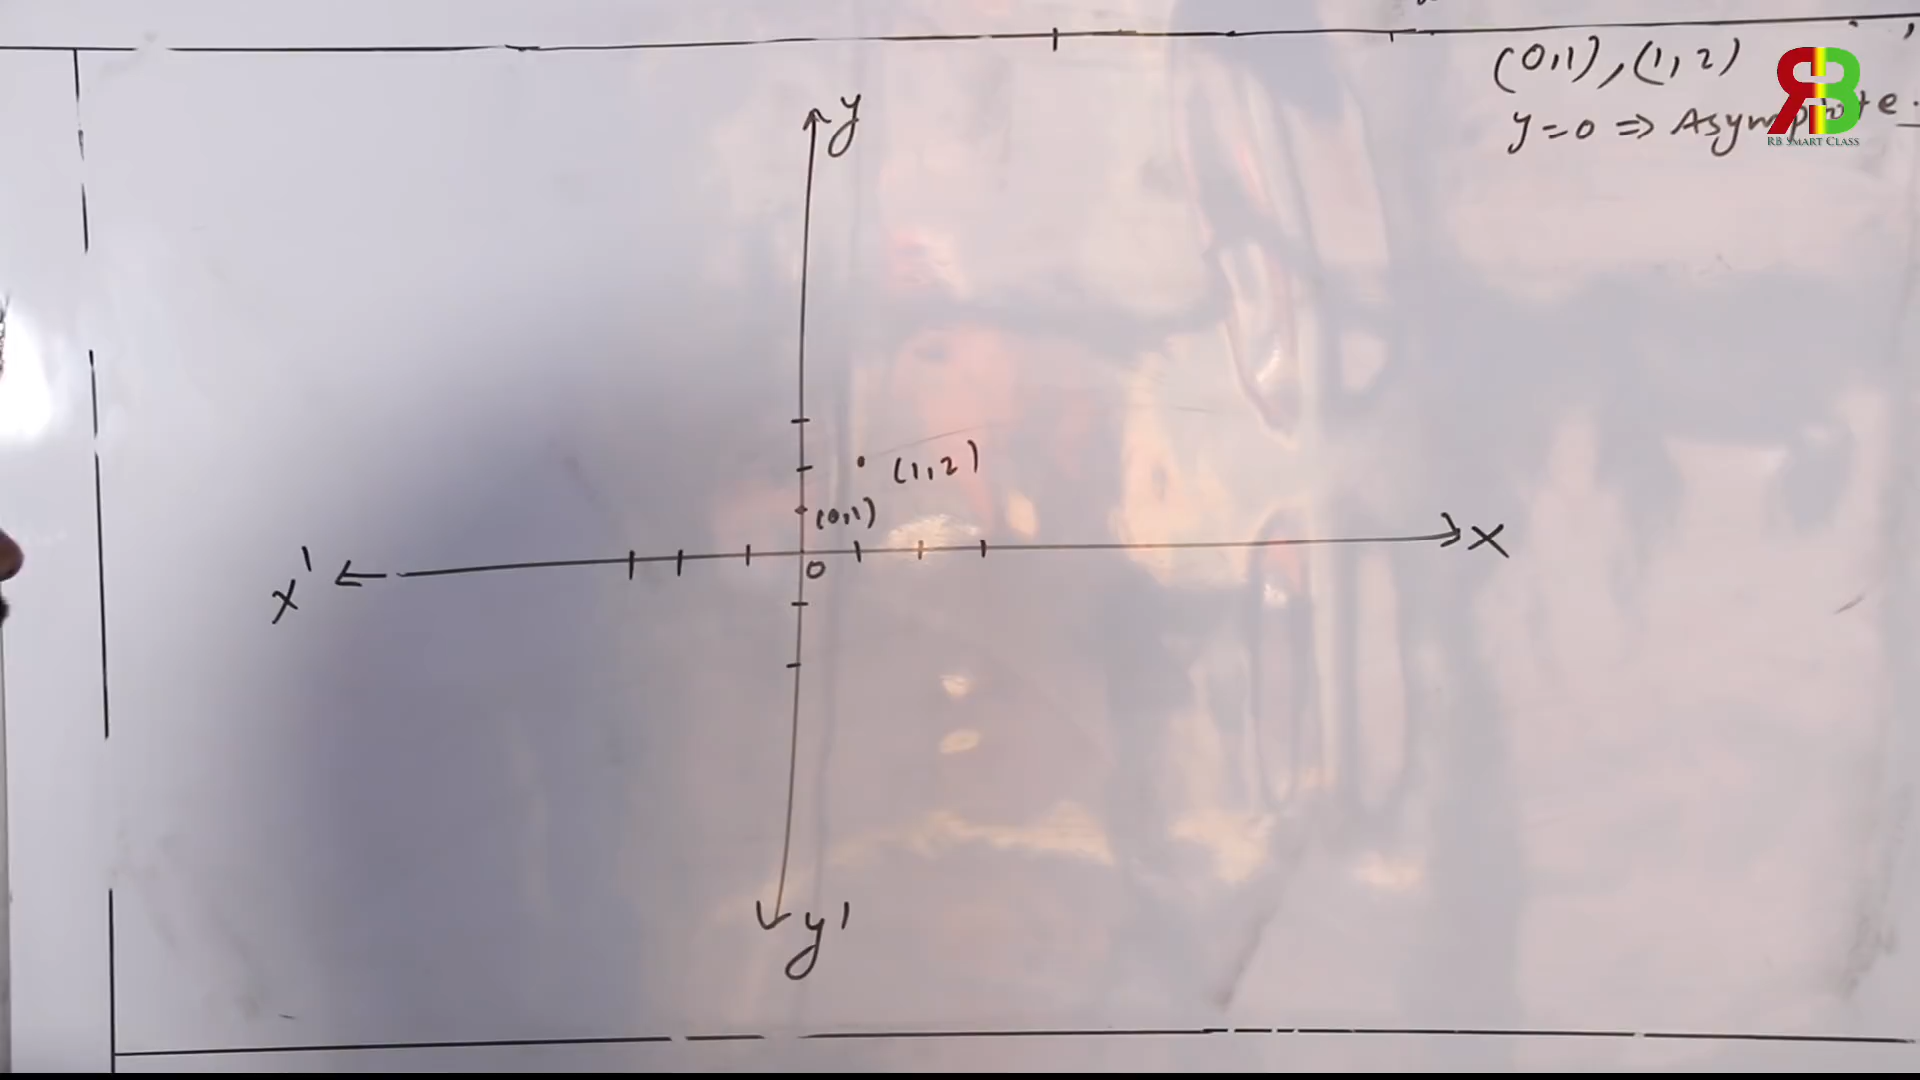 (0,1), (1, 2)
y = 0 ⇒ Asymptote
RB SMART CLASS
y
(1,2)
(0,1)
x'
0
x
y'